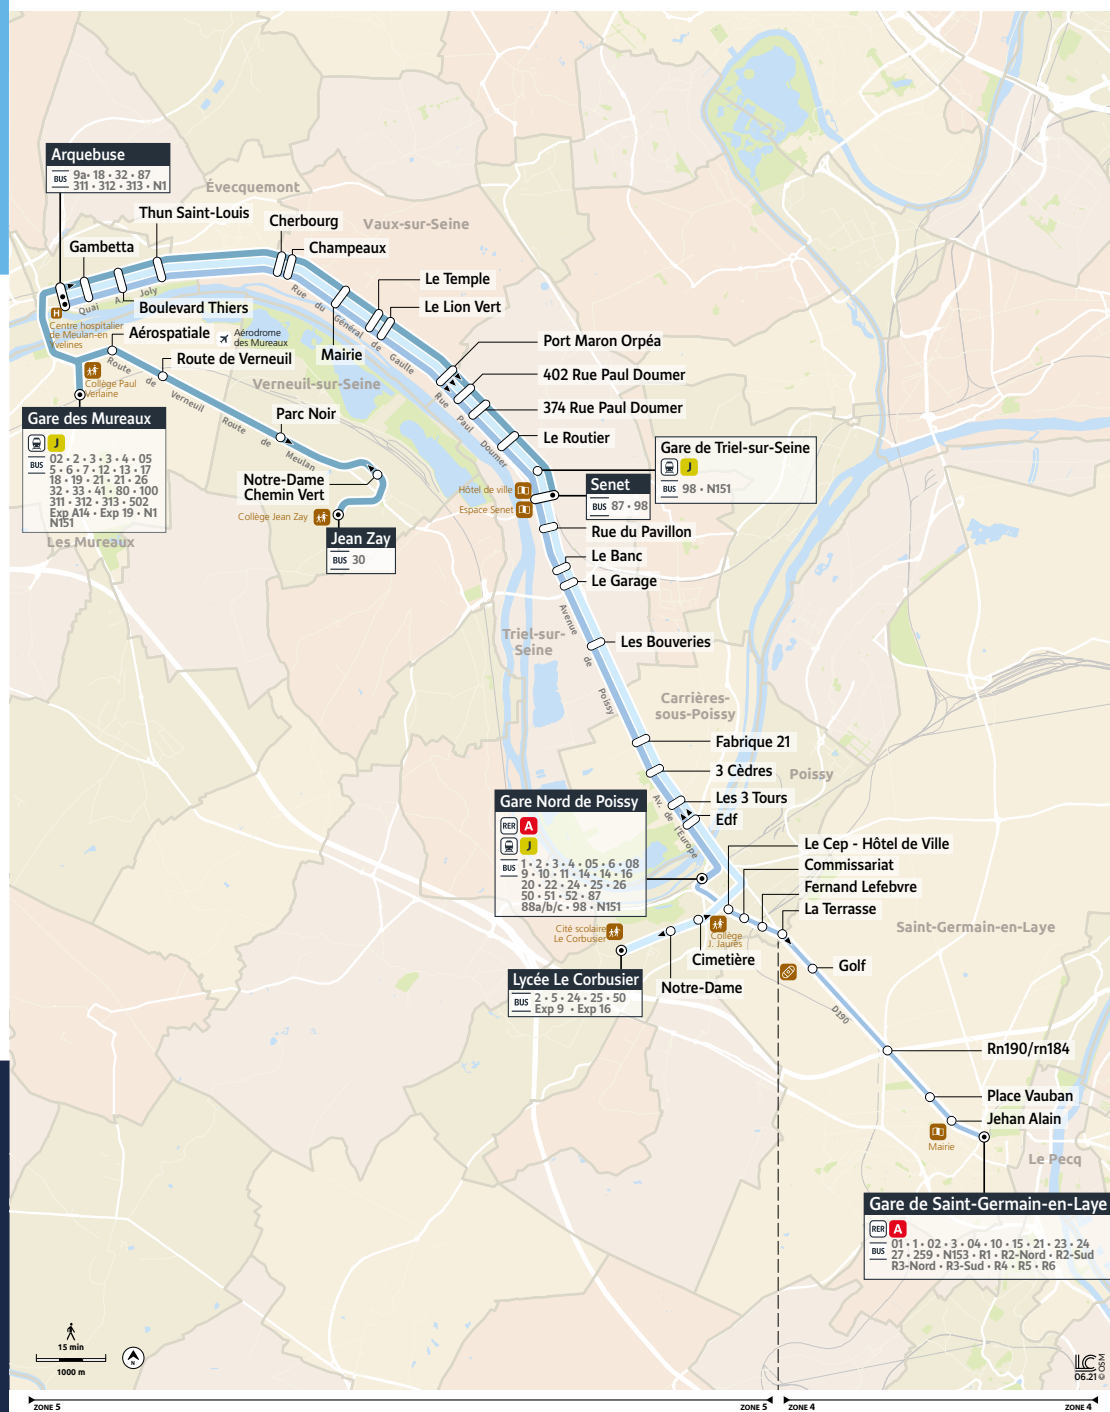 Arquebuse
BUS
9a • 18 • 32 • 87
311 • 312 • 313 • N1
Évecquemont
Thun Saint-Louis
Cherbourg
Vaux-sur-Seine
Gambetta
Champeaux
Le Temple
Quai A. Joly
Boulevard Thiers
Rue du Général de Gaulle
Le Lion Vert
H
Centre hospitalier
de Meulan-en
Yvelines
Aérospatiale
Aérodrome
des Mureaux
Mairie
Port Maron Orpéa
Route de Verneuil
Route de Verneuil
402 Rue Paul Doumer
Collège Paul
Verlaine
Verneuil-sur-Seine
Rue Paul Doumer
374 Rue Paul Doumer
Gare des Mureaux
J
BUS
02 • 2 • 3 • 3 • 4 • 05
5 • 6 • 7 • 12 • 13 • 17
18 • 19 • 21 • 21 • 26
32 • 33 • 41 • 80 • 100
311 • 312 • 313 • 502
Exp A14 • Exp 19 • N1
N151
Parc Noir
Route de Meulan
Le Routier
Gare de Triel-sur-Seine
J
BUS
98 • N151
Notre-Dame
Chemin Vert
Hôtel de ville
Espace Senet
Senet
BUS
87 • 98
Collège Jean Zay
Jean Zay
BUS
30
Les Mureaux
Rue du Pavillon
Le Banc
Le Garage
Avenue de Poissy
Triel-sur-
Seine
Les Bouveries
Carrières-
sous-Poissy
Fabrique 21
3 Cèdres
Poissy
Les 3 Tours
Edf
Av. de l'Europe
Gare Nord de Poissy
RER A
J
BUS
1 • 2 • 3 • 4 • 05 • 6 • 08
9 • 10 • 11 • 14 • 14 • 16
20 • 22 • 24 • 25 • 26
50 • 51 • 52 • 87
88a/b/c • 98 • N151
Le Cep - Hôtel de Ville
Commissariat
Fernand Lefebvre
La Terrasse
Saint-Germain-en-Laye
Cité scolaire
Le Corbusier
Collège
J. Jaurès
Cimetière
Golf
Lycée Le Corbusier
BUS
2 • 5 • 24 • 25 • 50
Exp 9 • Exp 16
Notre-Dame
D190
Rn190/rn184
Place Vauban
Jehan Alain
Mairie
Le Pecq
Gare de Saint-Germain-en-Laye
RER A
BUS
01 • 1 • 02 • 3 • 04 • 10 • 15 • 21 • 23 • 24
27 • 259 • N153 • R1 • R2-Nord • R2-Sud
R3-Nord • R3-Sud • R4 • R5 • R6
15 min
1000 m
N
LC
06.21 © OSM
ZONE 5
ZONE 5
ZONE 4
ZONE 4